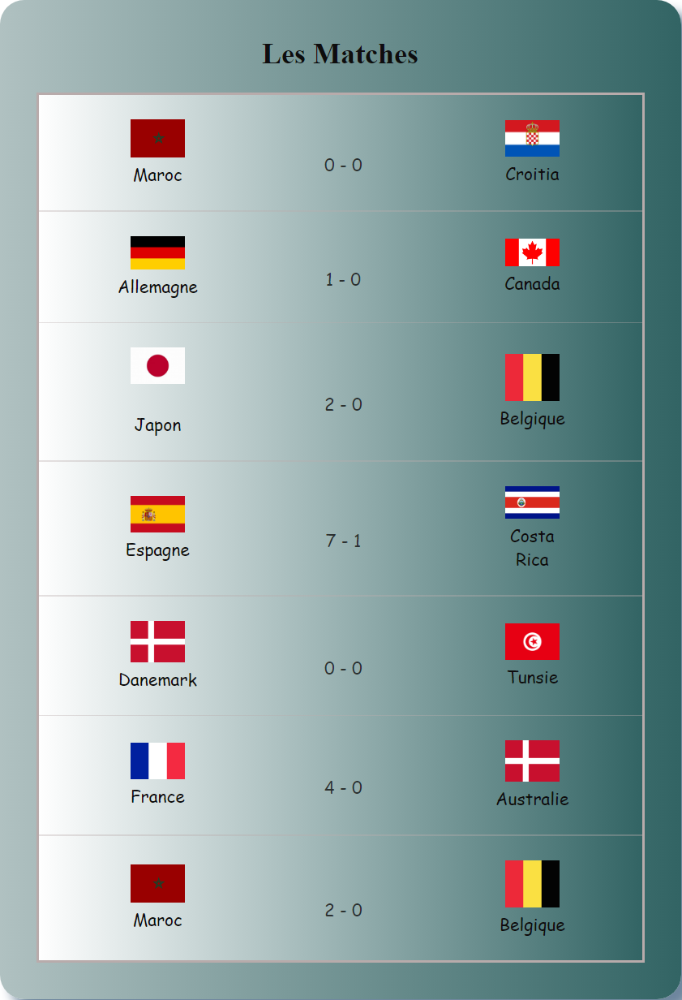 Les Matches
Maroc
0 - 0
Croitia
Allemagne
1 - 0
Canada
Japon
2 - 0
Belgique
Espagne
7 - 1
Costa
Rica
Danemark
0 - 0
Tunsie
France
4 - 0
Australie
Maroc
2 - 0
Belgique